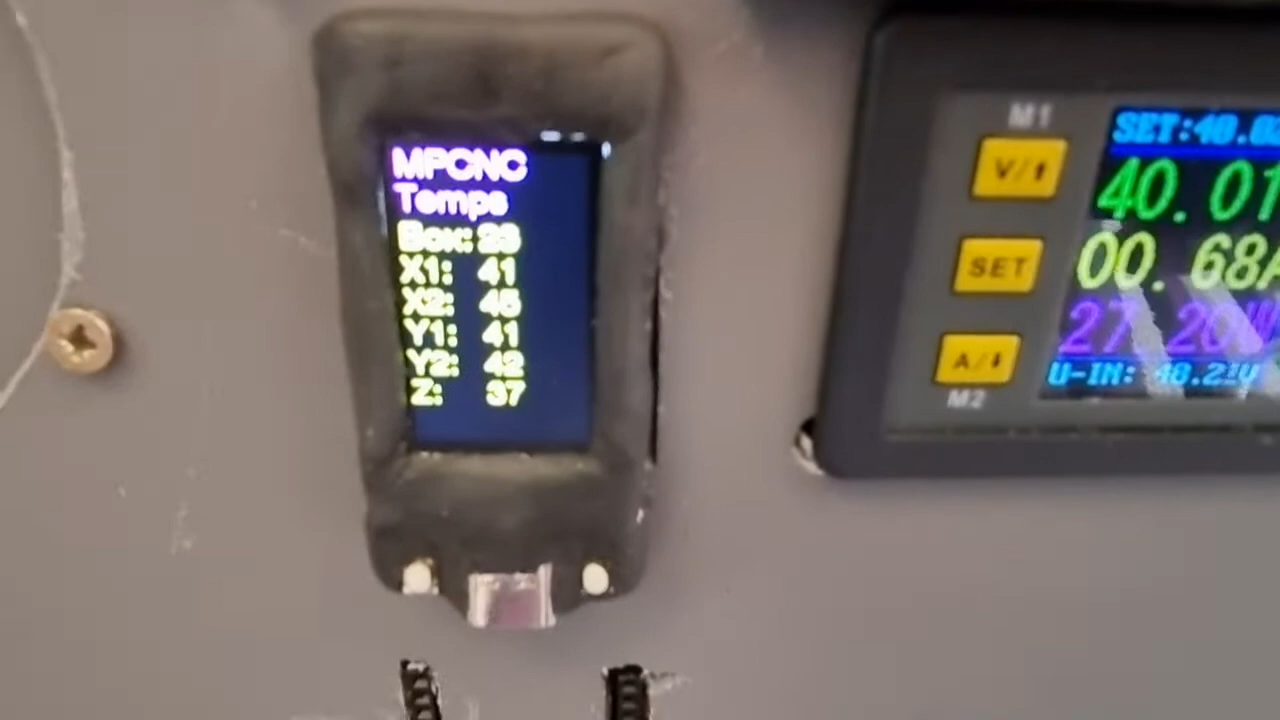 MPCNC
Temps
Box: 23
X1: 41
X2: 45
Y1: 41
Y2: 42
Z: 37
M1
V/⬆
SET
A/⬇
M2
SET:40.0
40.01
00.68A
27.20W
U-IN: 48.21V